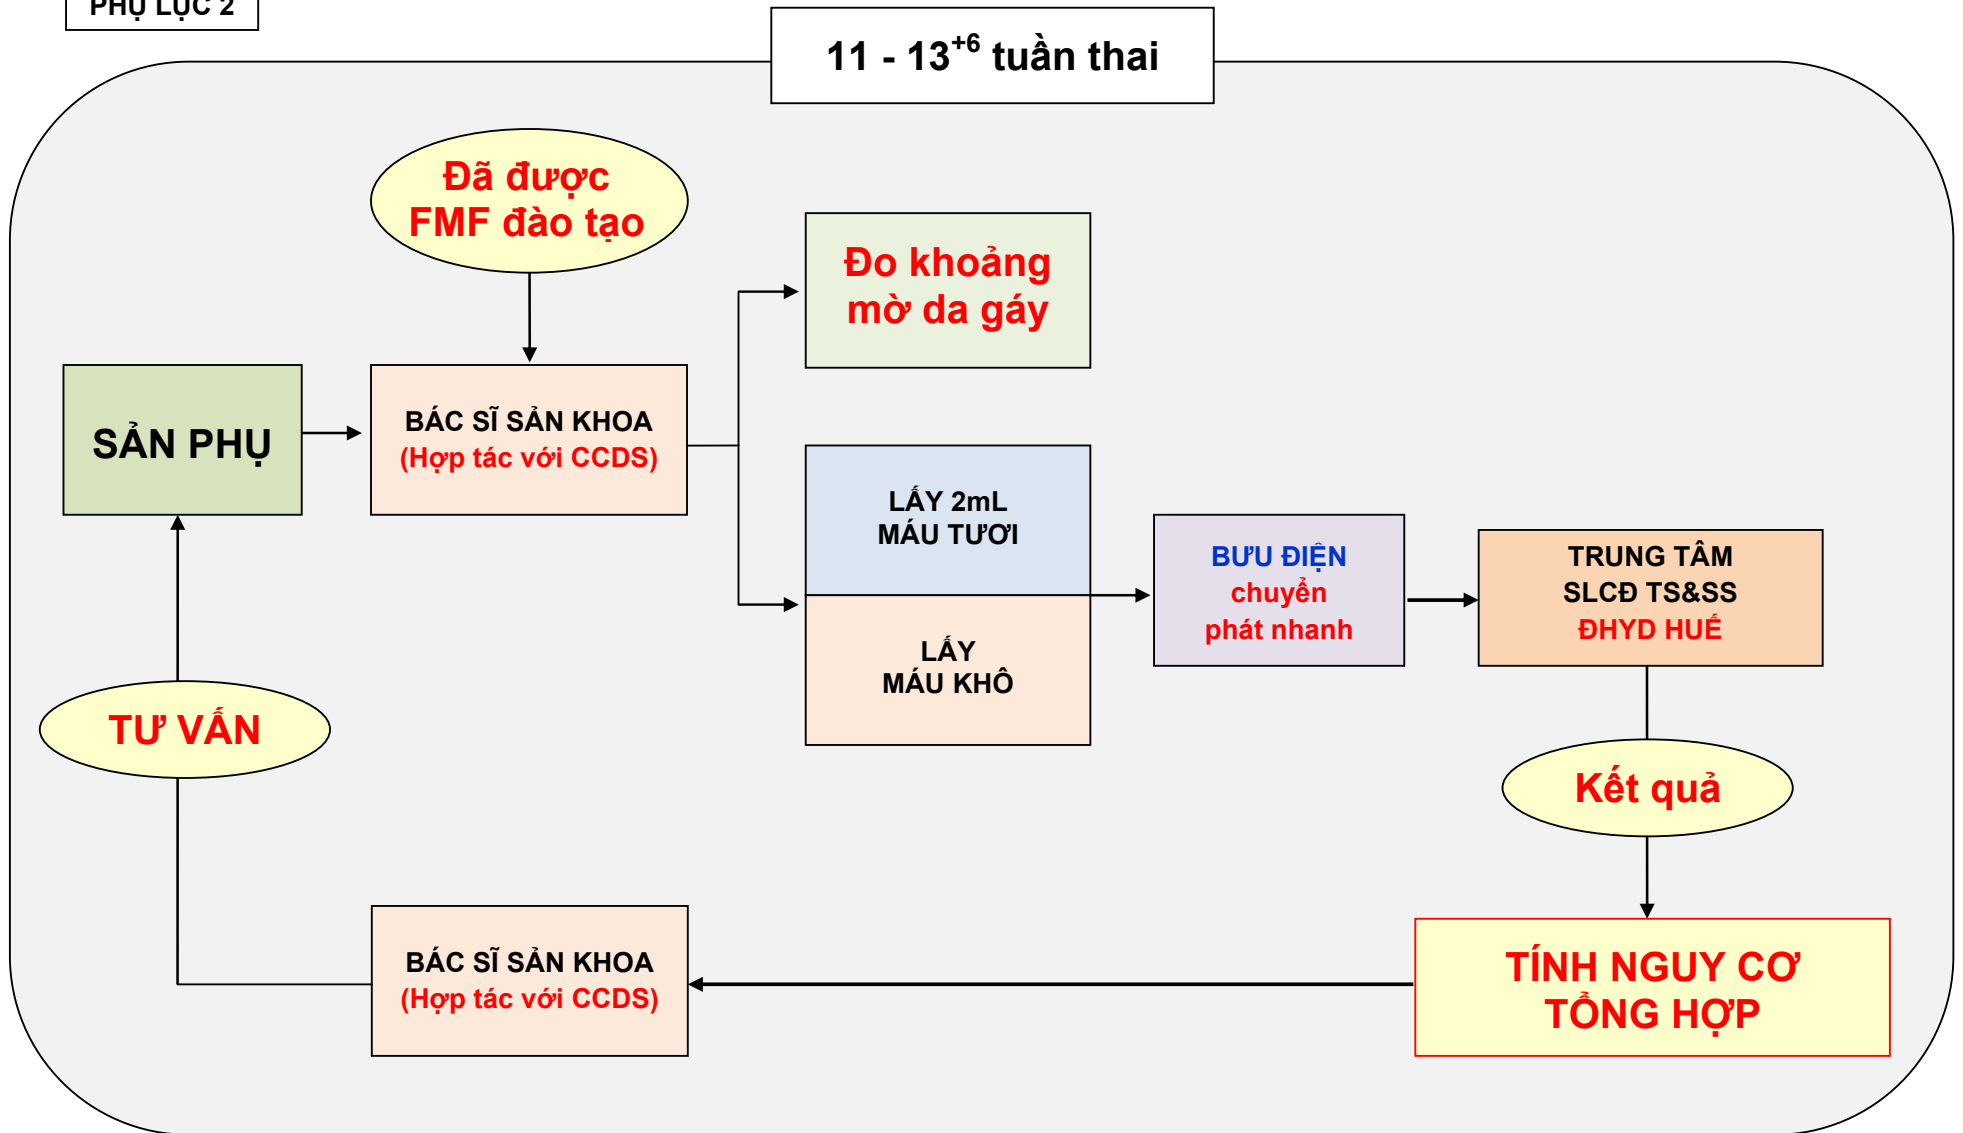 PHỤ LỤC 2
11 - 13+6 tuần thai
Đã được
FMF đào tạo
Đo khoảng
mờ da gáy
SẢN PHỤ
BÁC SĨ SẢN KHOA
(Hợp tác với CCDS)
LẤY 2mL
MÁU TƯƠI
LẤY
MÁU KHÔ
BƯU ĐIỆN
chuyển
phát nhanh
TRUNG TÂM
SLCĐ TS&SS
ĐHYD HUẾ
TƯ VẤN
Kết quả
BÁC SĨ SẢN KHOA
(Hợp tác với CCDS)
TÍNH NGUY CƠ
TỔNG HỢP